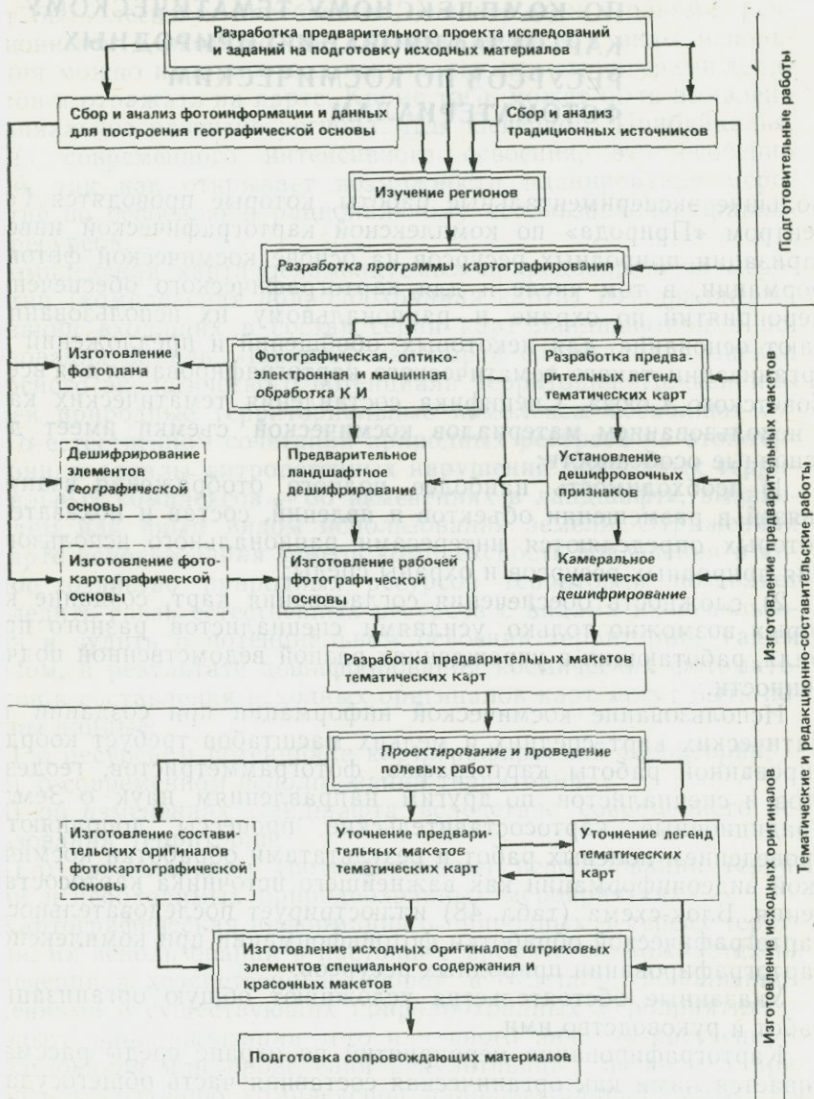 Разработка предварительного проекта исследований
и заданий на подготовку исходных материалов
Сбор и анализ фотоинформации и данных
для построения географической основы
Сбор и анализ
традиционных источников
Изучение регионов
Разработка программы картографирования
Изготовление
фотоплана
Фотографическая, оптико-
электронная и машинная
обработка К И
Разработка предва-
рительных легенд
тематических карт
Дешифрирование
элементов
географической
основы
Предварительное
ландшафтное
дешифрирование
Установление
дешифровочных
признаков
Изготовление фото-
картографической
основы
Изготовление рабочей
фотографической
основы
Камеральное
тематическое
дешифрирование
Разработка предварительных макетов
тематических карт
Проектирование и проведение
полевых работ
Изготовление состави-
тельских оригиналов
фотокартографической
основы
Уточнение предвари-
тельных макетов
тематических карт
Уточнение легенд
тематических
карт
Изготовление исходных оригиналов штриховых
элементов специального содержания и
красочных макетов
Подготовка сопровождающих материалов
Подготовительные работы
Изготовление предварительных макетов
Изготовление исходных оригиналов
Тематические и редакционно-составительские работы